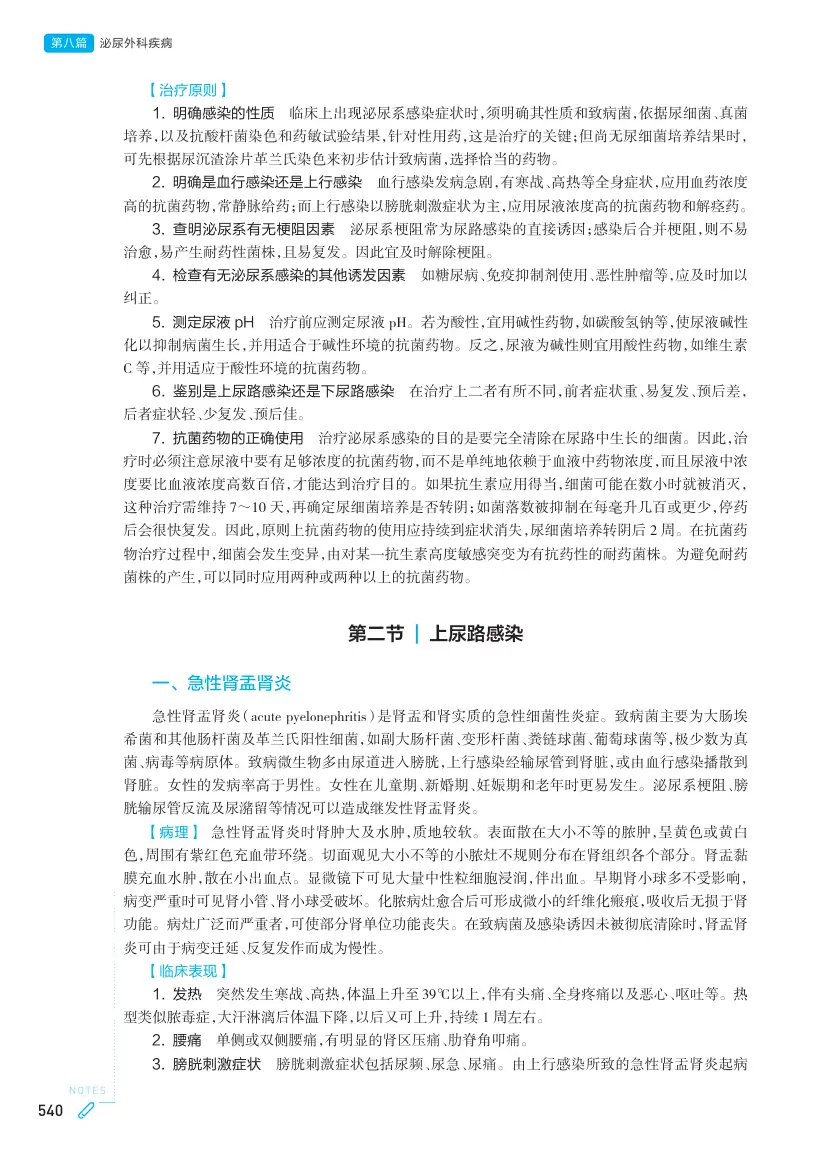 第八篇 泌尿外科疾病
【治疗原则】
1. 明确感染的性质 临床上出现泌尿系感染症状时,须明确其性质和致病菌,依据尿细菌、真菌
培养,以及抗酸杆菌染色和药敏试验结果,针对性用药,这是治疗的关键;但尚无尿细菌培养结果时,
可先根据尿沉渣涂片革兰氏染色来初步估计致病菌,选择恰当的药物。
2. 明确是血行感染还是上行感染 血行感染发病急剧,有寒战、高热等全身症状,应用血药浓度
高的抗菌药物,常静脉给药;而上行感染以膀胱刺激症状为主,应用尿液浓度高的抗菌药物和解痉药。
3. 查明泌尿系有无梗阻因素 泌尿系梗阻常为尿路感染的直接诱因;感染后合并梗阻,则不易
治愈,易产生耐药性菌株,且易复发。因此宜及时解除梗阻。
4. 检查有无泌尿系感染的其他诱发因素 如糖尿病、免疫抑制剂使用、恶性肿瘤等,应及时加以
纠正。
5. 测定尿液 pH 治疗前应测定尿液 pH。若为酸性,宜用碱性药物,如碳酸氢钠等,使尿液碱性
化以抑制病菌生长,并用适合于碱性环境的抗菌药物。反之,尿液为碱性则宜用酸性药物,如维生素
C 等,并用适应于酸性环境的抗菌药物。
6. 鉴别是上尿路感染还是下尿路感染 在治疗上二者有所不同,前者症状重、易复发、预后差,
后者症状轻、少复发、预后佳。
7. 抗菌药物的正确使用 治疗泌尿系感染的目的是要完全清除在尿路中生长的细菌。因此,治
疗时必须注意尿液中要有足够浓度的抗菌药物,而不是单纯地依赖于血液中药物浓度,而且尿液中浓
度要比血液浓度高数百倍,才能达到治疗目的。如果抗生素应用得当,细菌可能在数小时就被消灭,
这种治疗需维持 7～10 天,再确定尿细菌培养是否转阴;如菌落数被抑制在每毫升几百或更少,停药
后会很快复发。因此,原则上抗菌药物的使用应持续到症状消失,尿细菌培养转阴后 2 周。在抗菌药
物治疗过程中,细菌会发生变异,由对某一抗生素高度敏感突变为有抗药性的耐药菌株。为避免耐药
菌株的产生,可以同时应用两种或两种以上的抗菌药物。
第二节 | 上尿路感染
一、急性肾盂肾炎
急性肾盂肾炎(acute pyelonephritis)是肾盂和肾实质的急性细菌性炎症。致病菌主要为大肠埃
希菌和其他肠杆菌及革兰氏阳性细菌,如副大肠杆菌、变形杆菌、粪链球菌、葡萄球菌等,极少数为真
菌、病毒等病原体。致病微生物多由尿道进入膀胱,上行感染经输尿管到肾脏,或由血行感染播散到
肾脏。女性的发病率高于男性。女性在儿童期、新婚期、妊娠期和老年时更易发生。泌尿系梗阻、膀
胱输尿管反流及尿潴留等情况可以造成继发性肾盂肾炎。
【病理】 急性肾盂肾炎时肾肿大及水肿,质地较软。表面散在大小不等的脓肿,呈黄色或黄白
色,周围有紫红色充血带环绕。切面观见大小不等的小脓灶不规则分布在肾组织各个部分。肾盂黏
膜充血水肿,散在小出血点。显微镜下可见大量中性粒细胞浸润,伴出血。早期肾小球多不受影响,
病变严重时可见肾小管、肾小球受破坏。化脓病灶愈合后可形成微小的纤维化瘢痕,吸收后无损于肾
功能。病灶广泛而严重者,可使部分肾单位功能丧失。在致病菌及感染诱因未被彻底清除时,肾盂肾
炎可由于病变迁延、反复发作而成为慢性。
【临床表现】
1. 发热 突然发生寒战、高热,体温上升至 39℃以上,伴有头痛、全身疼痛以及恶心、呕吐等。热
型类似脓毒症,大汗淋漓后体温下降,以后又可上升,持续 1 周左右。
2. 腰痛 单侧或双侧腰痛,有明显的肾区压痛、肋脊角叩痛。
3. 膀胱刺激症状 膀胱刺激症状包括尿频、尿急、尿痛。由上行感染所致的急性肾盂肾炎起病
NOTES
540